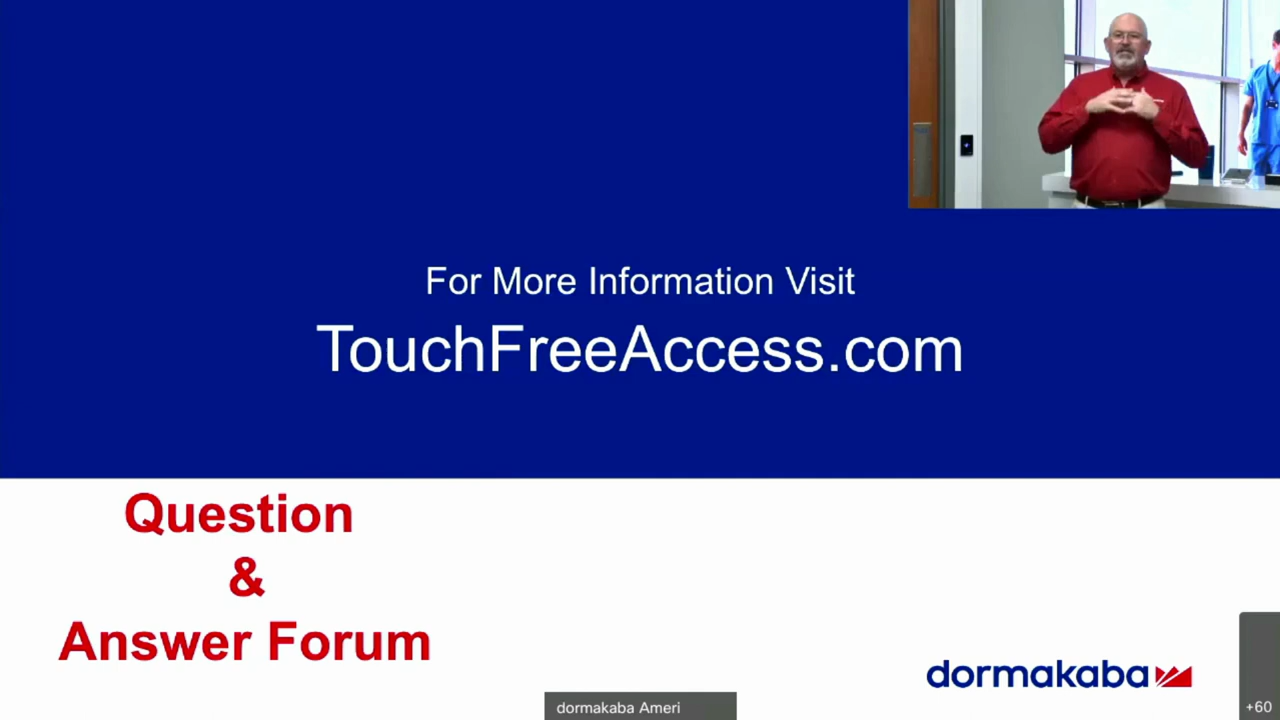 For More Information Visit
TouchFreeAccess.com
Question
&
Answer Forum
dormakaba
dormakaba Ameri
+60